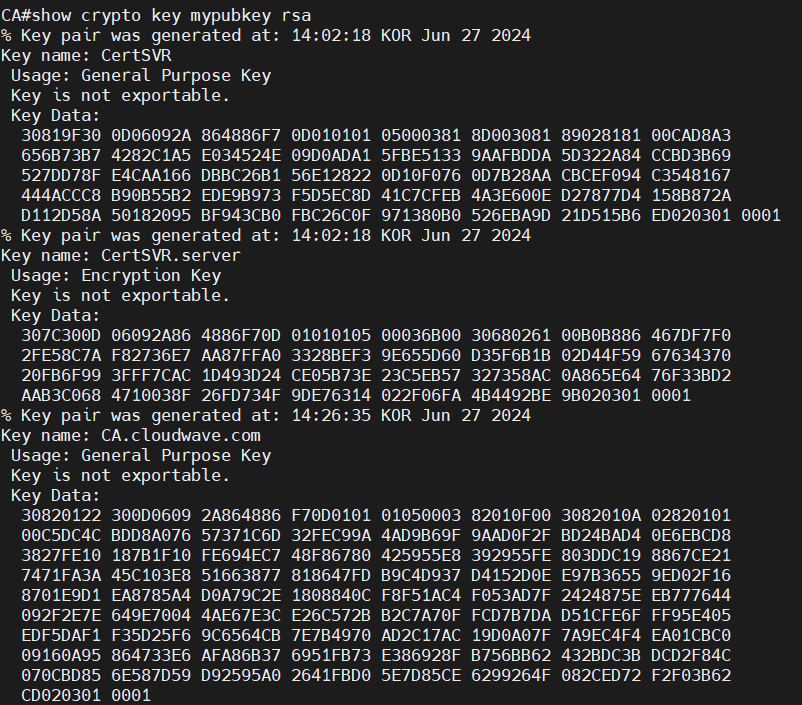 CA#show crypto key mypubkey rsa
% Key pair was generated at: 14:02:18 KOR Jun 27 2024
Key name: CertSVR
Usage: General Purpose Key
Key is not exportable.
Key Data:
30819F30 0D06092A 864886F7 0D010101 05000381 8D003081 89028181 00CAD8A3
656B73B7 4282C1A5 E034524E 09D0ADA1 5FBE5133 9AAFBDDA 5D322A84 CCBD3B69
527DD78F E4CAA166 DBBC26B1 56E12822 0D10F076 0D7B28AA CBCEF094 C3548167
444ACCC8 B90B55B2 EDE9B973 F5D5EC8D 41C7CFEB 4A3E600E D27877D4 158B872A
D112D58A 50182095 BF943CB0 FBC26C0F 971380B0 526EBA9D 21D515B6 ED020301 0001
% Key pair was generated at: 14:02:18 KOR Jun 27 2024
Key name: CertSVR.server
Usage: Encryption Key
Key is not exportable.
Key Data:
307C300D 06092A86 4886F70D 01010105 00036B00 30680261 00B0B886 467DF7F0
2FE58C7A F82736E7 AA87FFA0 3328BEF3 9E655D60 D35F6B1B 02D44F59 67634370
20FB6F99 3FFF7CAC 1D493D24 CE05B73E 23C5EB57 327358AC 0A865E64 76F33BD2
AAB3C068 4710038F 26FD734F 9DE76314 022F06FA 4B4492BE 9B020301 0001
% Key pair was generated at: 14:26:35 KOR Jun 27 2024
Key name: CA.cloudwave.com
Usage: General Purpose Key
Key is not exportable.
Key Data:
30820122 300D0609 2A864886 F70D0101 01050003 82010F00 3082010A 02820101
00C5DC4C BDD8A076 57371C6D 32FEC99A 4AD9B69F 9AAD0F2F BD24BAD4 0E6EBCD8
3827FE10 187B1F10 FE694EC7 48F86780 425955E8 392955FE 803DDC19 8867CE21
7471FA3A 45C103E8 51663877 818647FD B9C4D937 D4152D0E E97B3655 9ED02F16
8701E9D1 EA8785A4 D0A79C2E 1808840C F8F51AC4 F053AD7F 2424875E EB777644
092F2E7E 649E7004 4AE67E3C E26C572B B2C7A70F FCD7B7DA D51CFE6F FF95E405
EDF5DAF1 F35D25F6 9C6564CB 7E7B4970 AD2C17AC 19D0A07F 7A9EC4F4 EA01CBC0
09160A95 864733E6 AFA86B37 6951FB73 E386928F B756BB62 432BDC3B DCD2F84C
070CBD85 6E587D59 D92595A0 2641FBD0 5E7D85CE 6299264F 082CED72 F2F03B62
CD020301 0001